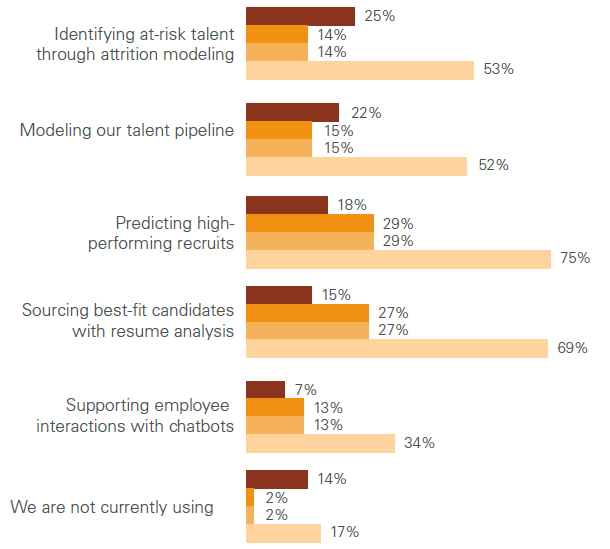 25%
Identifying at-risk talent
14%
through attrition modeling
14%
53%
22%
Modeling our talent pipeline
15%
15%
52%
18%
Predicting high-
29%
performing recruits
29%
75%
15%
Sourcing best-fit candidates
27%
with resume analysis
27%
69%
7%
Supporting employee
13%
interactions with chatbots
13%
34%
14%
We are not currently using
2%
2%
17%